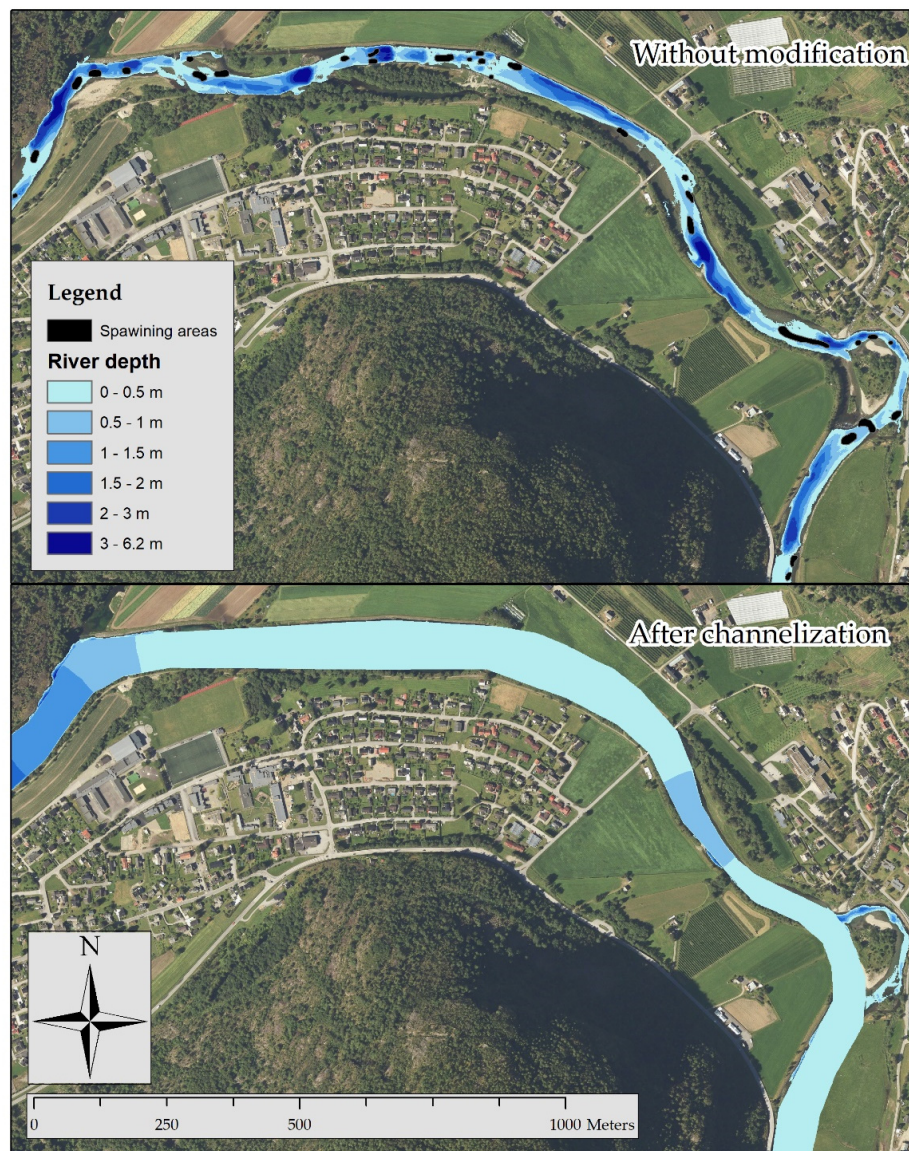 Without modification
Legend
Spawining areas
River depth
0 - 0.5 m
0.5 - 1 m
1 - 1.5 m
1.5 - 2 m
2 - 3 m
3 - 6.2 m
After channelization
N
0 250 500 1000 Meters